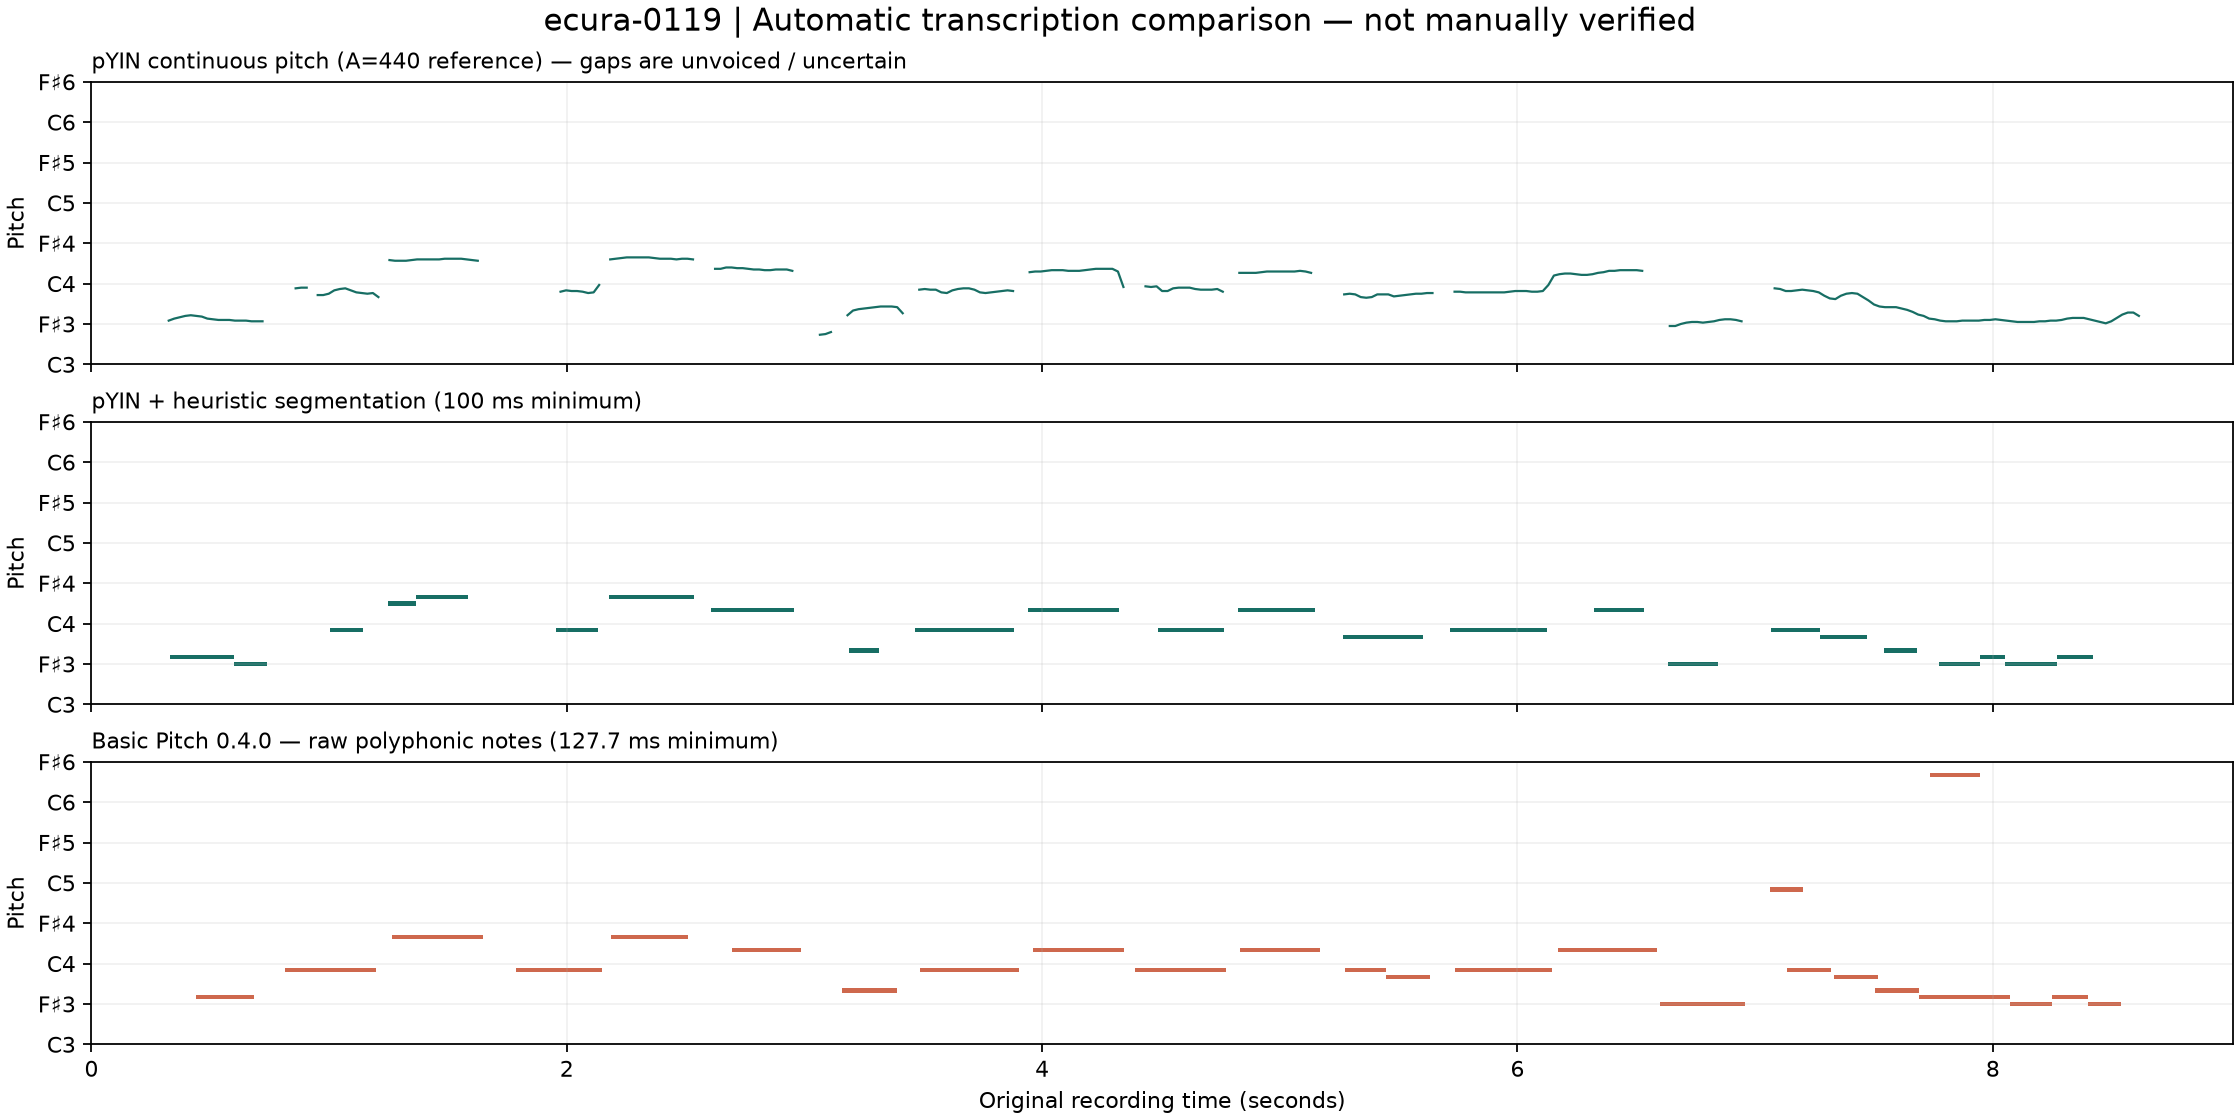 ecura-0119 | Automatic transcription comparison — not manually verified
pYIN continuous pitch (A=440 reference) — gaps are unvoiced / uncertain
F♯6
C6
F♯5
C5
F♯4
C4
F♯3
C3
Pitch
pYIN + heuristic segmentation (100 ms minimum)
F♯6
C6
F♯5
C5
F♯4
C4
F♯3
C3
Pitch
Basic Pitch 0.4.0 — raw polyphonic notes (127.7 ms minimum)
F♯6
C6
F♯5
C5
F♯4
C4
F♯3
C3
Pitch
0 2 4 6 8
Original recording time (seconds)